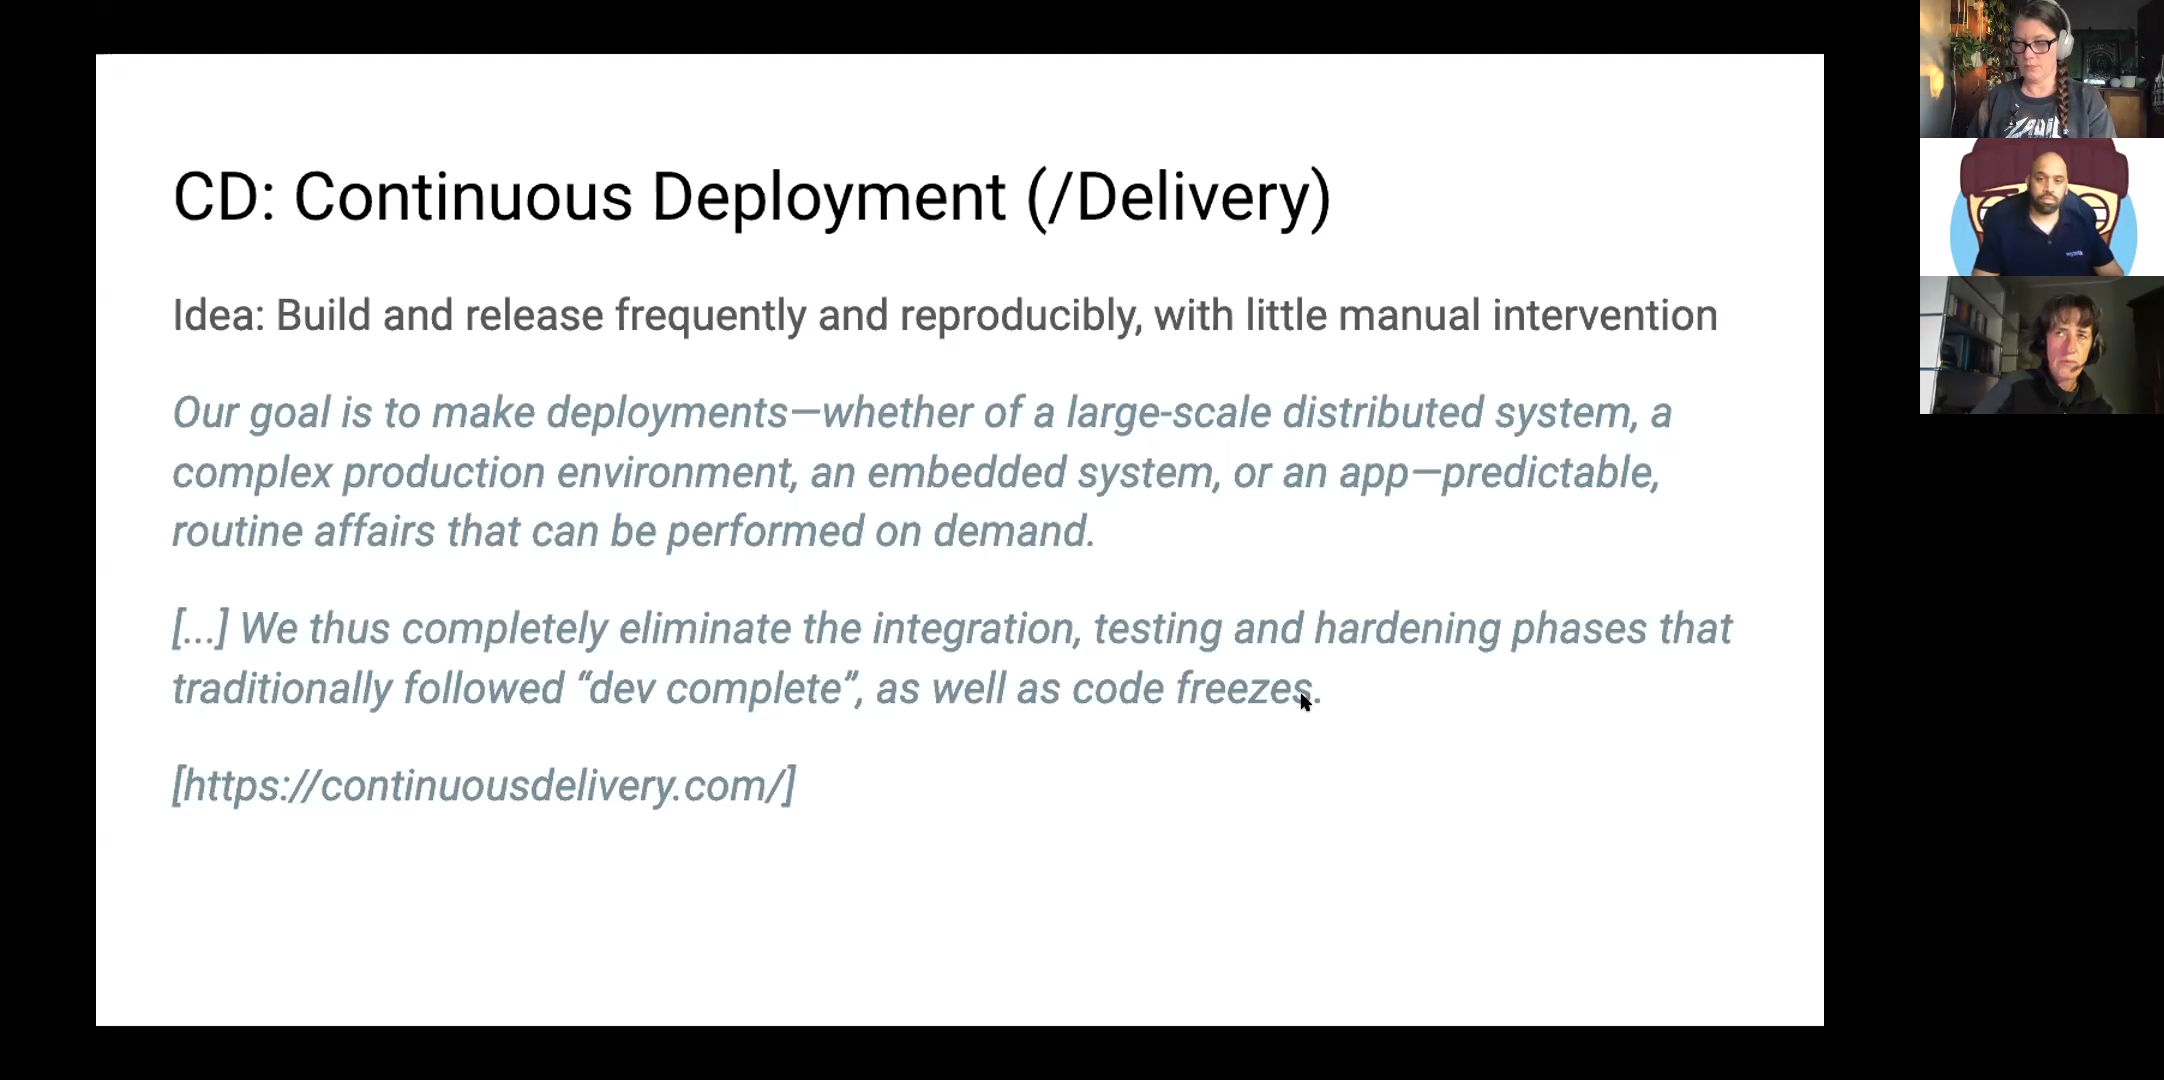 CD: Continuous Deployment (/Delivery)
Idea: Build and release frequently and reproducibly, with little manual intervention
Our goal is to make deployments—whether of a large-scale distributed system, a
complex production environment, an embedded system, or an app—predictable,
routine affairs that can be performed on demand.
[...] We thus completely eliminate the integration, testing and hardening phases that
traditionally followed “dev complete”, as well as code freezes.
[https://continuousdelivery.com/]